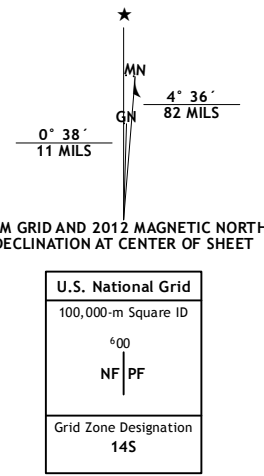 ★
MN
GN
4° 36´
82 MILS
0° 38´
11 MILS
M GRID AND 2012 MAGNETIC NORTH
DECLINATION AT CENTER OF SHEET
U.S. National Grid
100,000-m Square ID
⁶00
NF PF
Grid Zone Designation
14S